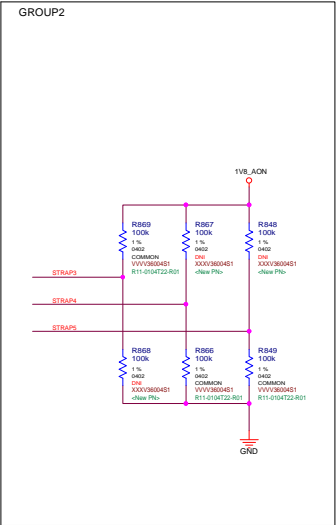 GROUP2
1V8_AON
R869
100k
1 %
0402
COMMON
VVVV36004S1
R11-0104T22-R01
R867
100k
1 %
0402
DNI
XXXV36004S1
<New PN>
R848
100k
1 %
0402
DNI
XXXV36004S1
<New PN>
STRAP3
STRAP4
STRAP5
R868
100k
1 %
0402
DNI
XXXV36004S1
<New PN>
R866
100k
1 %
0402
COMMON
VVVV36004S1
R11-0104T22-R01
R849
100k
1 %
0402
COMMON
VVVV36004S1
R11-0104T22-R01
GND